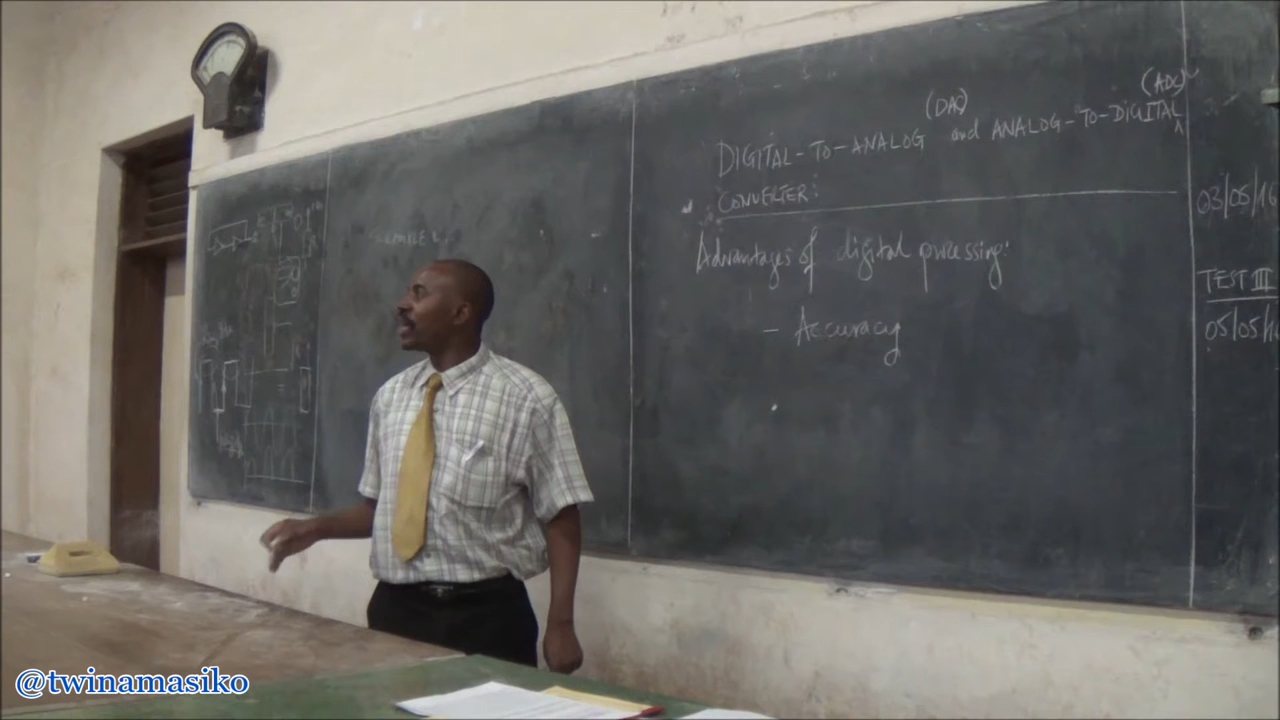 (DAC) (ADC)
DIGITAL-TO-ANALOG and ANALOG-TO-DIGITAL
CONVERTER:
Advantages of digital processing:
- Accuracy
03/05/16
TEST III
05/05/16
@twinamasiko